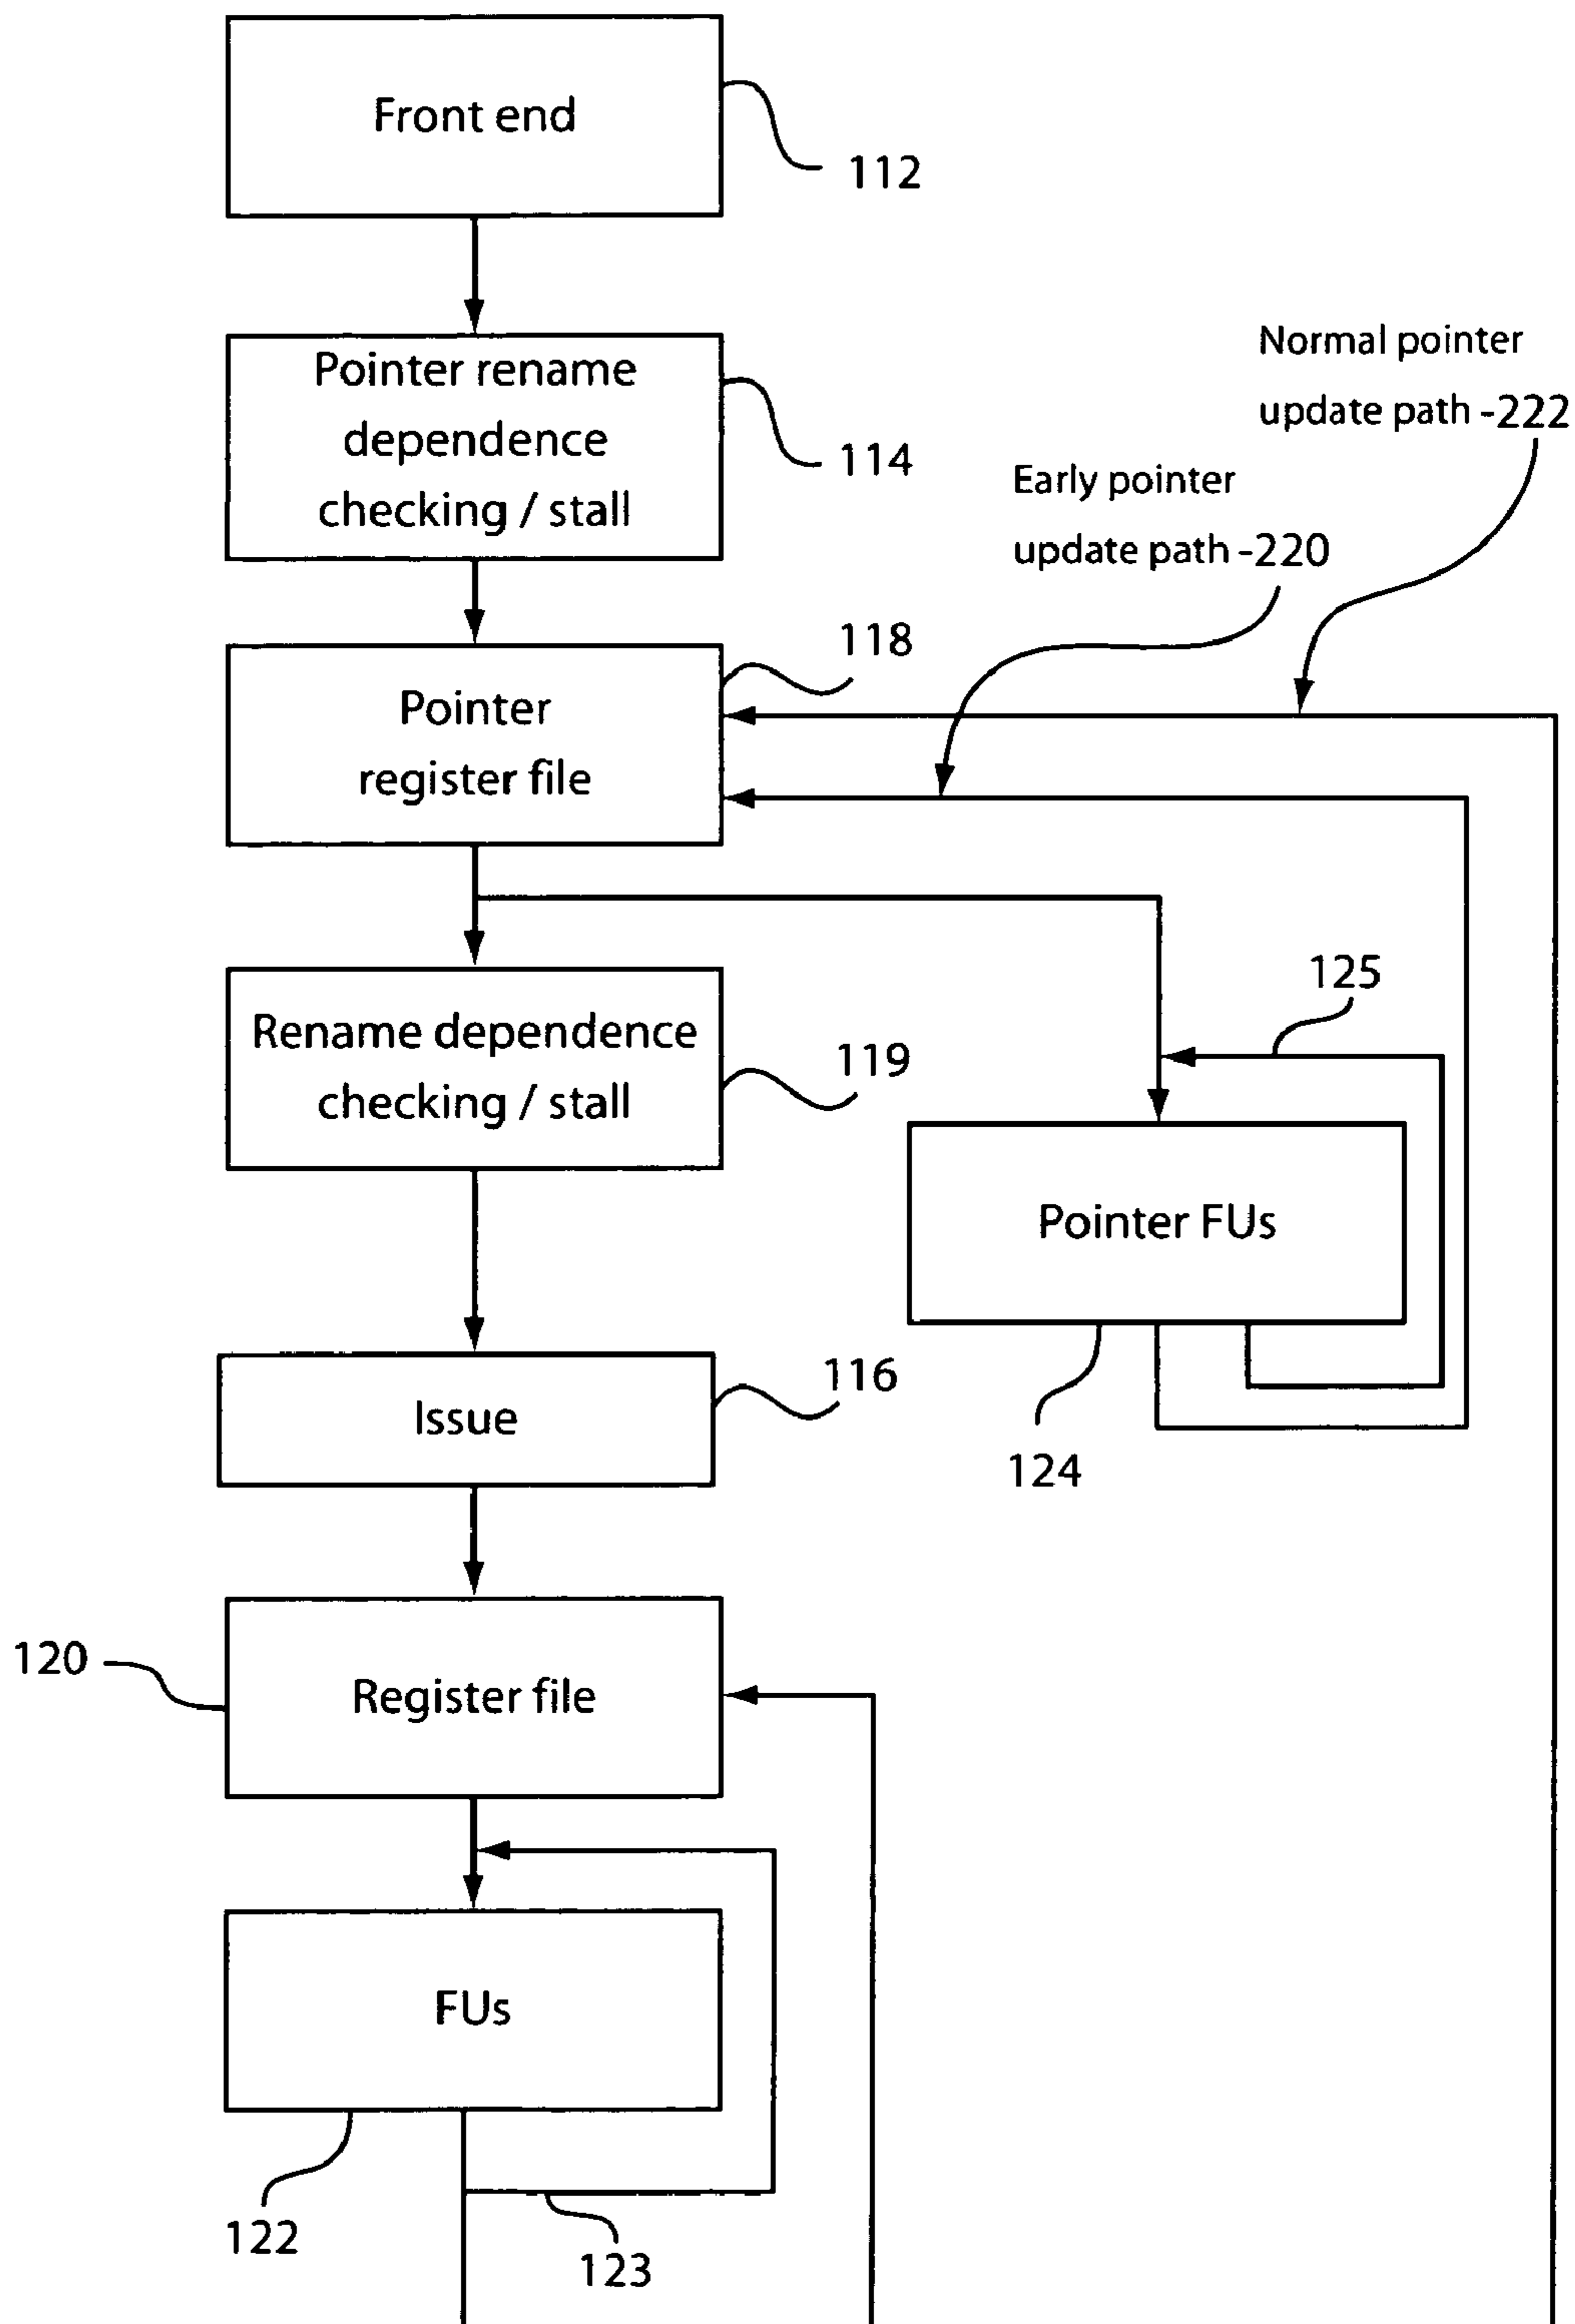 Front end
112
Pointer rename
dependence
checking / stall
114
Normal pointer
update path -222
Early pointer
update path -220
118
Pointer
register file
125
Rename dependence
checking / stall
119
Pointer FUs
116
Issue
124
120
Register file
FUs
122
123